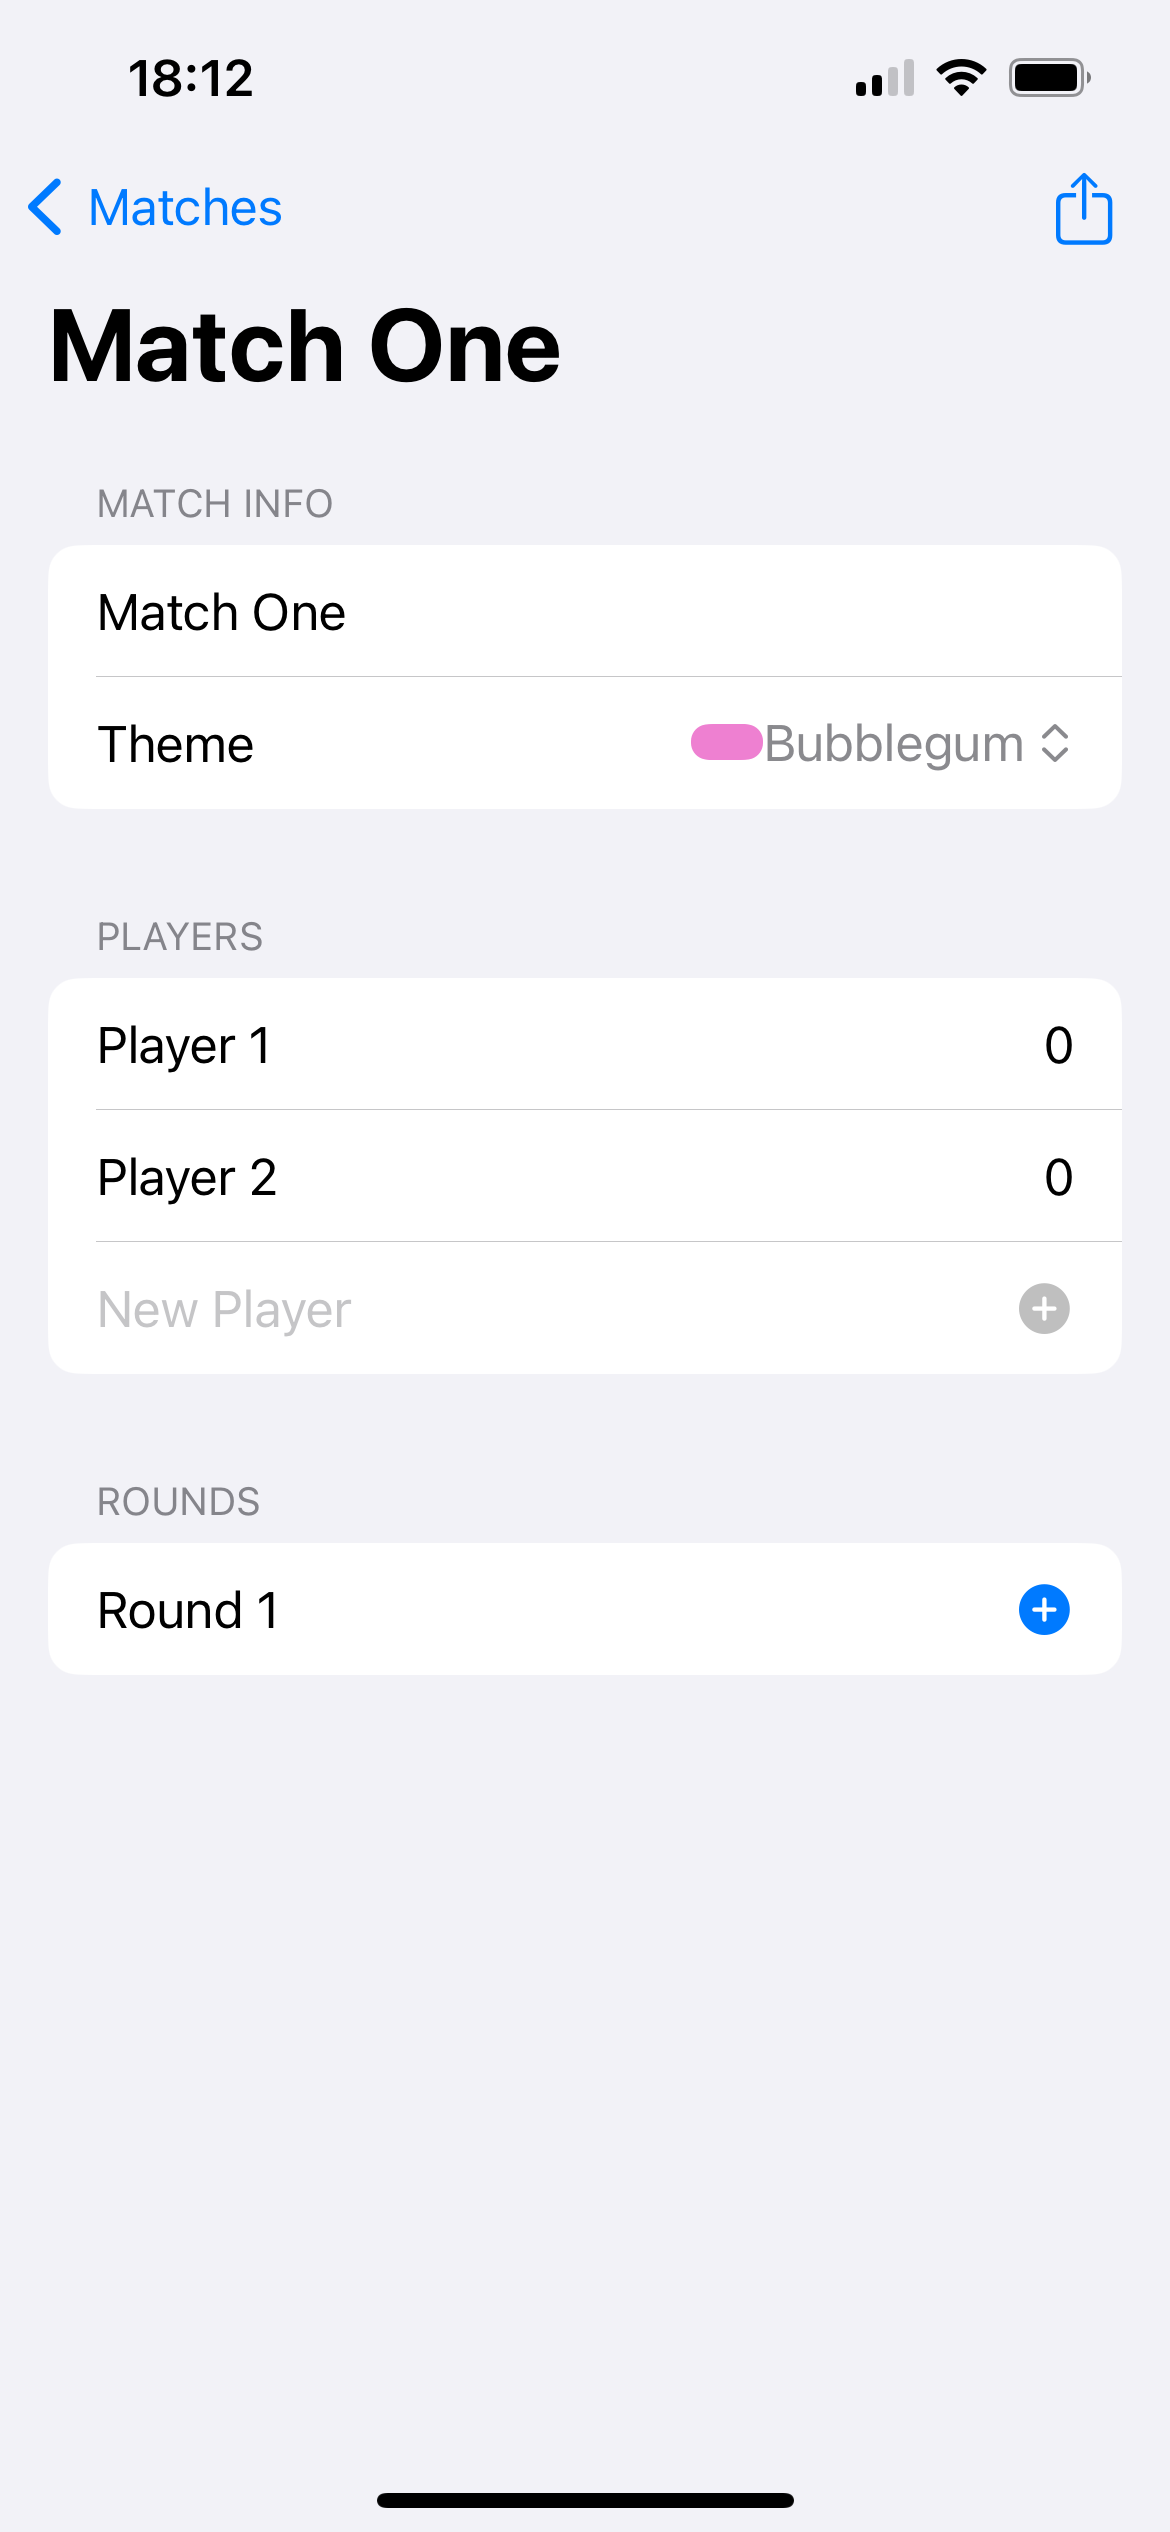 18:12
Matches
Match One
MATCH INFO
Match One
Theme Bubblegum
PLAYERS
Player 1 0
Player 2 0
New Player
ROUNDS
Round 1